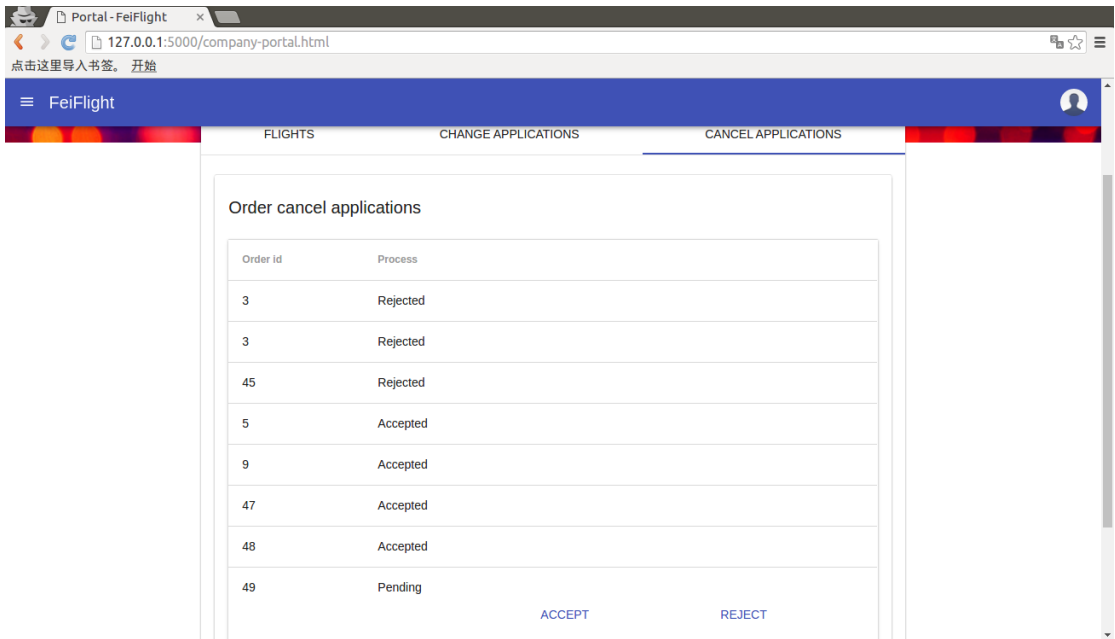 Portal - FeiFlight
127.0.0.1:5000/company-portal.html
点击这里导入书签。 开始
FeiFlight
FLIGHTS CHANGE APPLICATIONS CANCEL APPLICATIONS
Order cancel applications
Order id Process
3 Rejected
3 Rejected
45 Rejected
5 Accepted
9 Accepted
47 Accepted
48 Accepted
49 Pending
ACCEPT REJECT